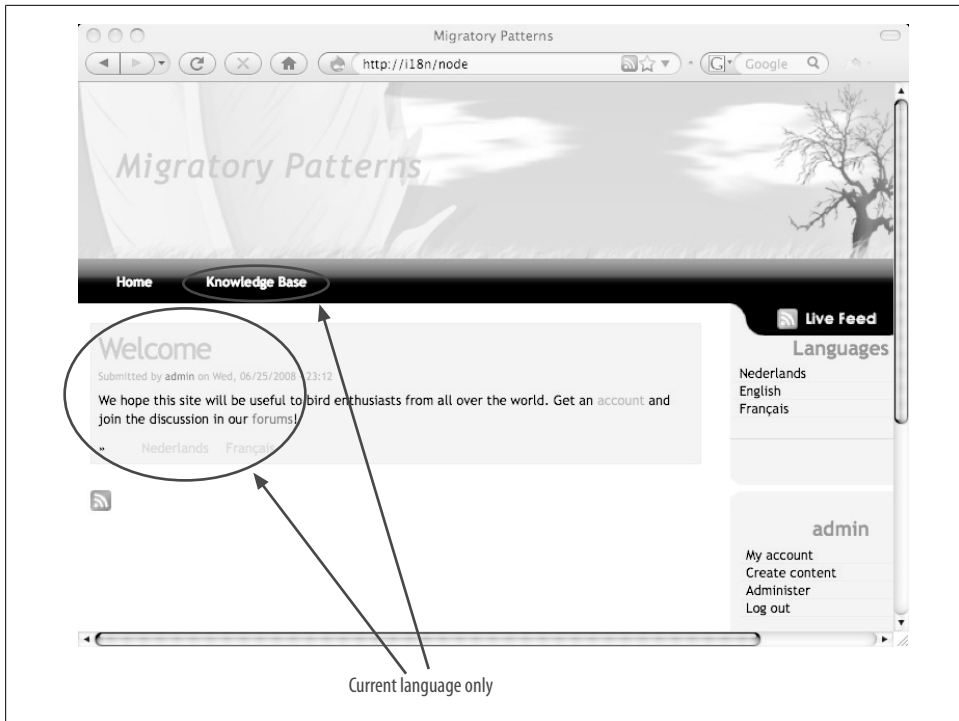 Migratory Patterns
http://i18n/node
G
Google
Migratory Patterns
Home
Knowledge Base
Live Feed
Welcome
Submitted by admin on Wed, 06/25/2008 - 23:12
We hope this site will be useful to bird enthusiasts from all over the world. Get an account and
join the discussion in our forums!
» Nederlands Français
Languages
Nederlands
English
Français
admin
My account
Create content
Administer
Log out
Current language only